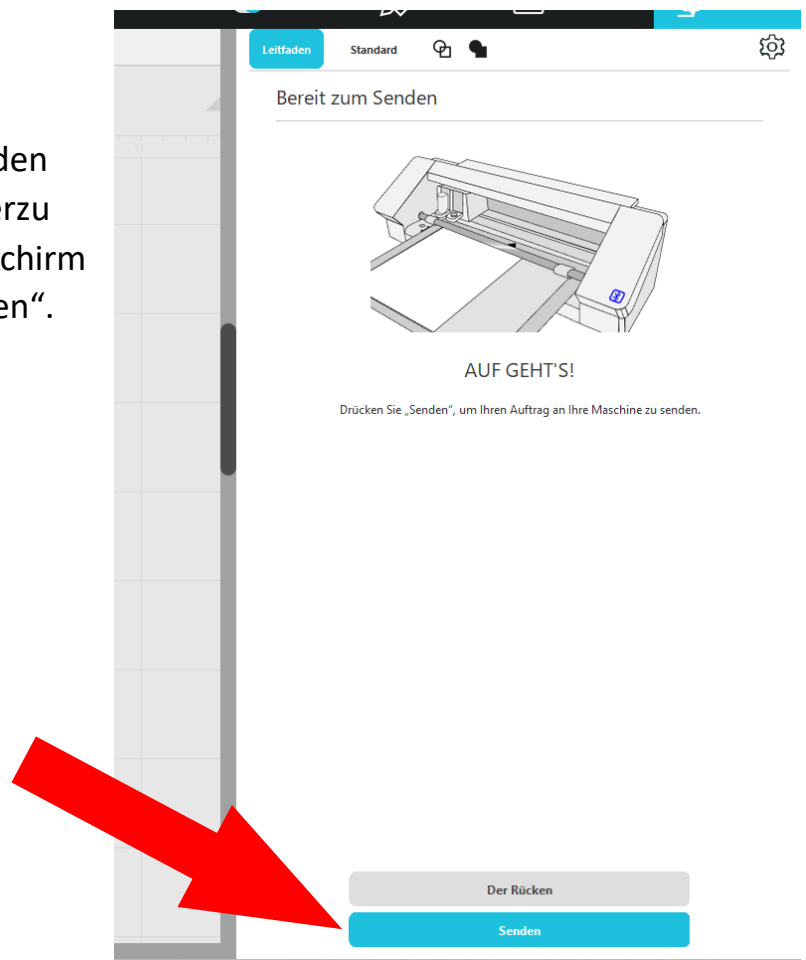 Leitfaden Standard
Bereit zum Senden
11
AUF GEHT'S!
Drücken Sie „Senden“, um Ihren Auftrag an Ihre Maschine zu senden.
Der Rücken
Senden
den
erzu
chirm
en“.